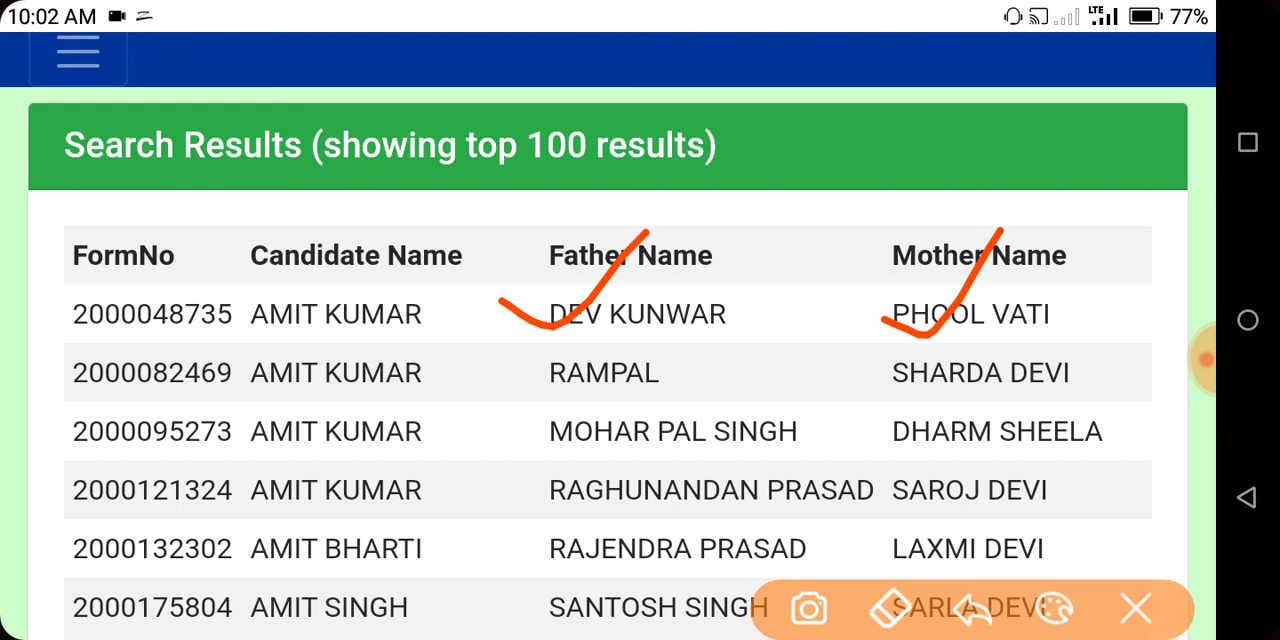 10:02 AM LTE 77%
Search Results (showing top 100 results)
FormNo Candidate Name Father Name Mother Name
2000048735 AMIT KUMAR DEV KUNWAR PHOOL VATI
2000082469 AMIT KUMAR RAMPAL SHARDA DEVI
2000095273 AMIT KUMAR MOHAR PAL SINGH DHARM SHEELA
2000121324 AMIT KUMAR RAGHUNANDAN PRASAD SAROJ DEVI
2000132302 AMIT BHARTI RAJENDRA PRASAD LAXMI DEVI
2000175804 AMIT SINGH SANTOSH SINGH SARLA DEVI